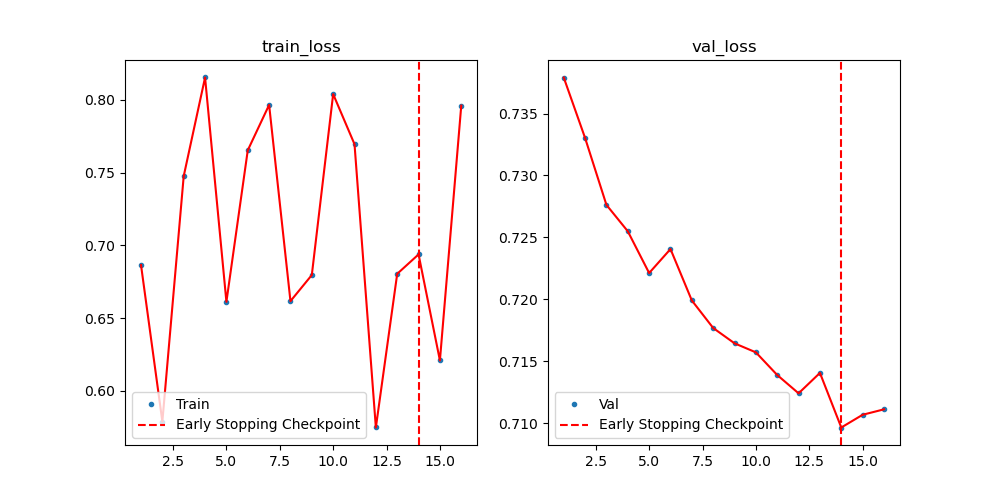 train_loss
0.80
0.75
0.70
0.65
0.60
Train
Early Stopping Checkpoint
2.5 5.0 7.5 10.0 12.5 15.0
val_loss
0.735
0.730
0.725
0.720
0.715
0.710
Val
Early Stopping Checkpoint
2.5 5.0 7.5 10.0 12.5 15.0